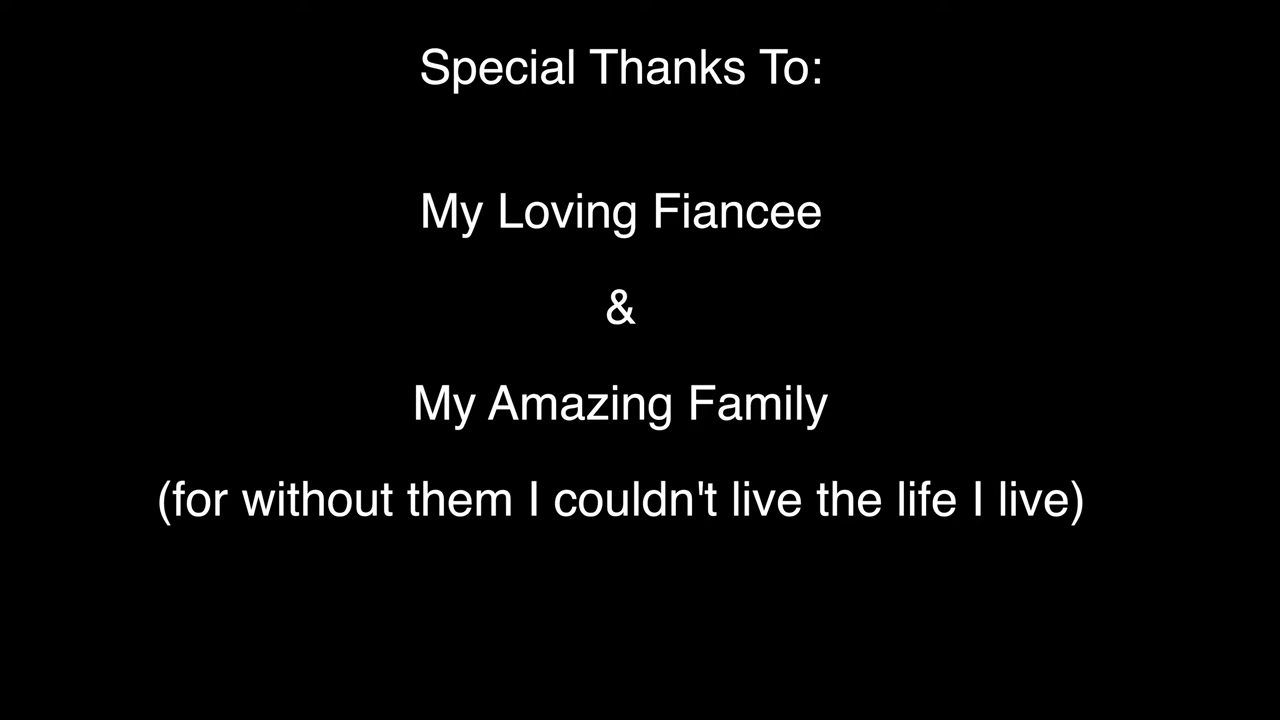 Special Thanks To:
My Loving Fiancee
&
My Amazing Family
(for without them I couldn't live the life I live)